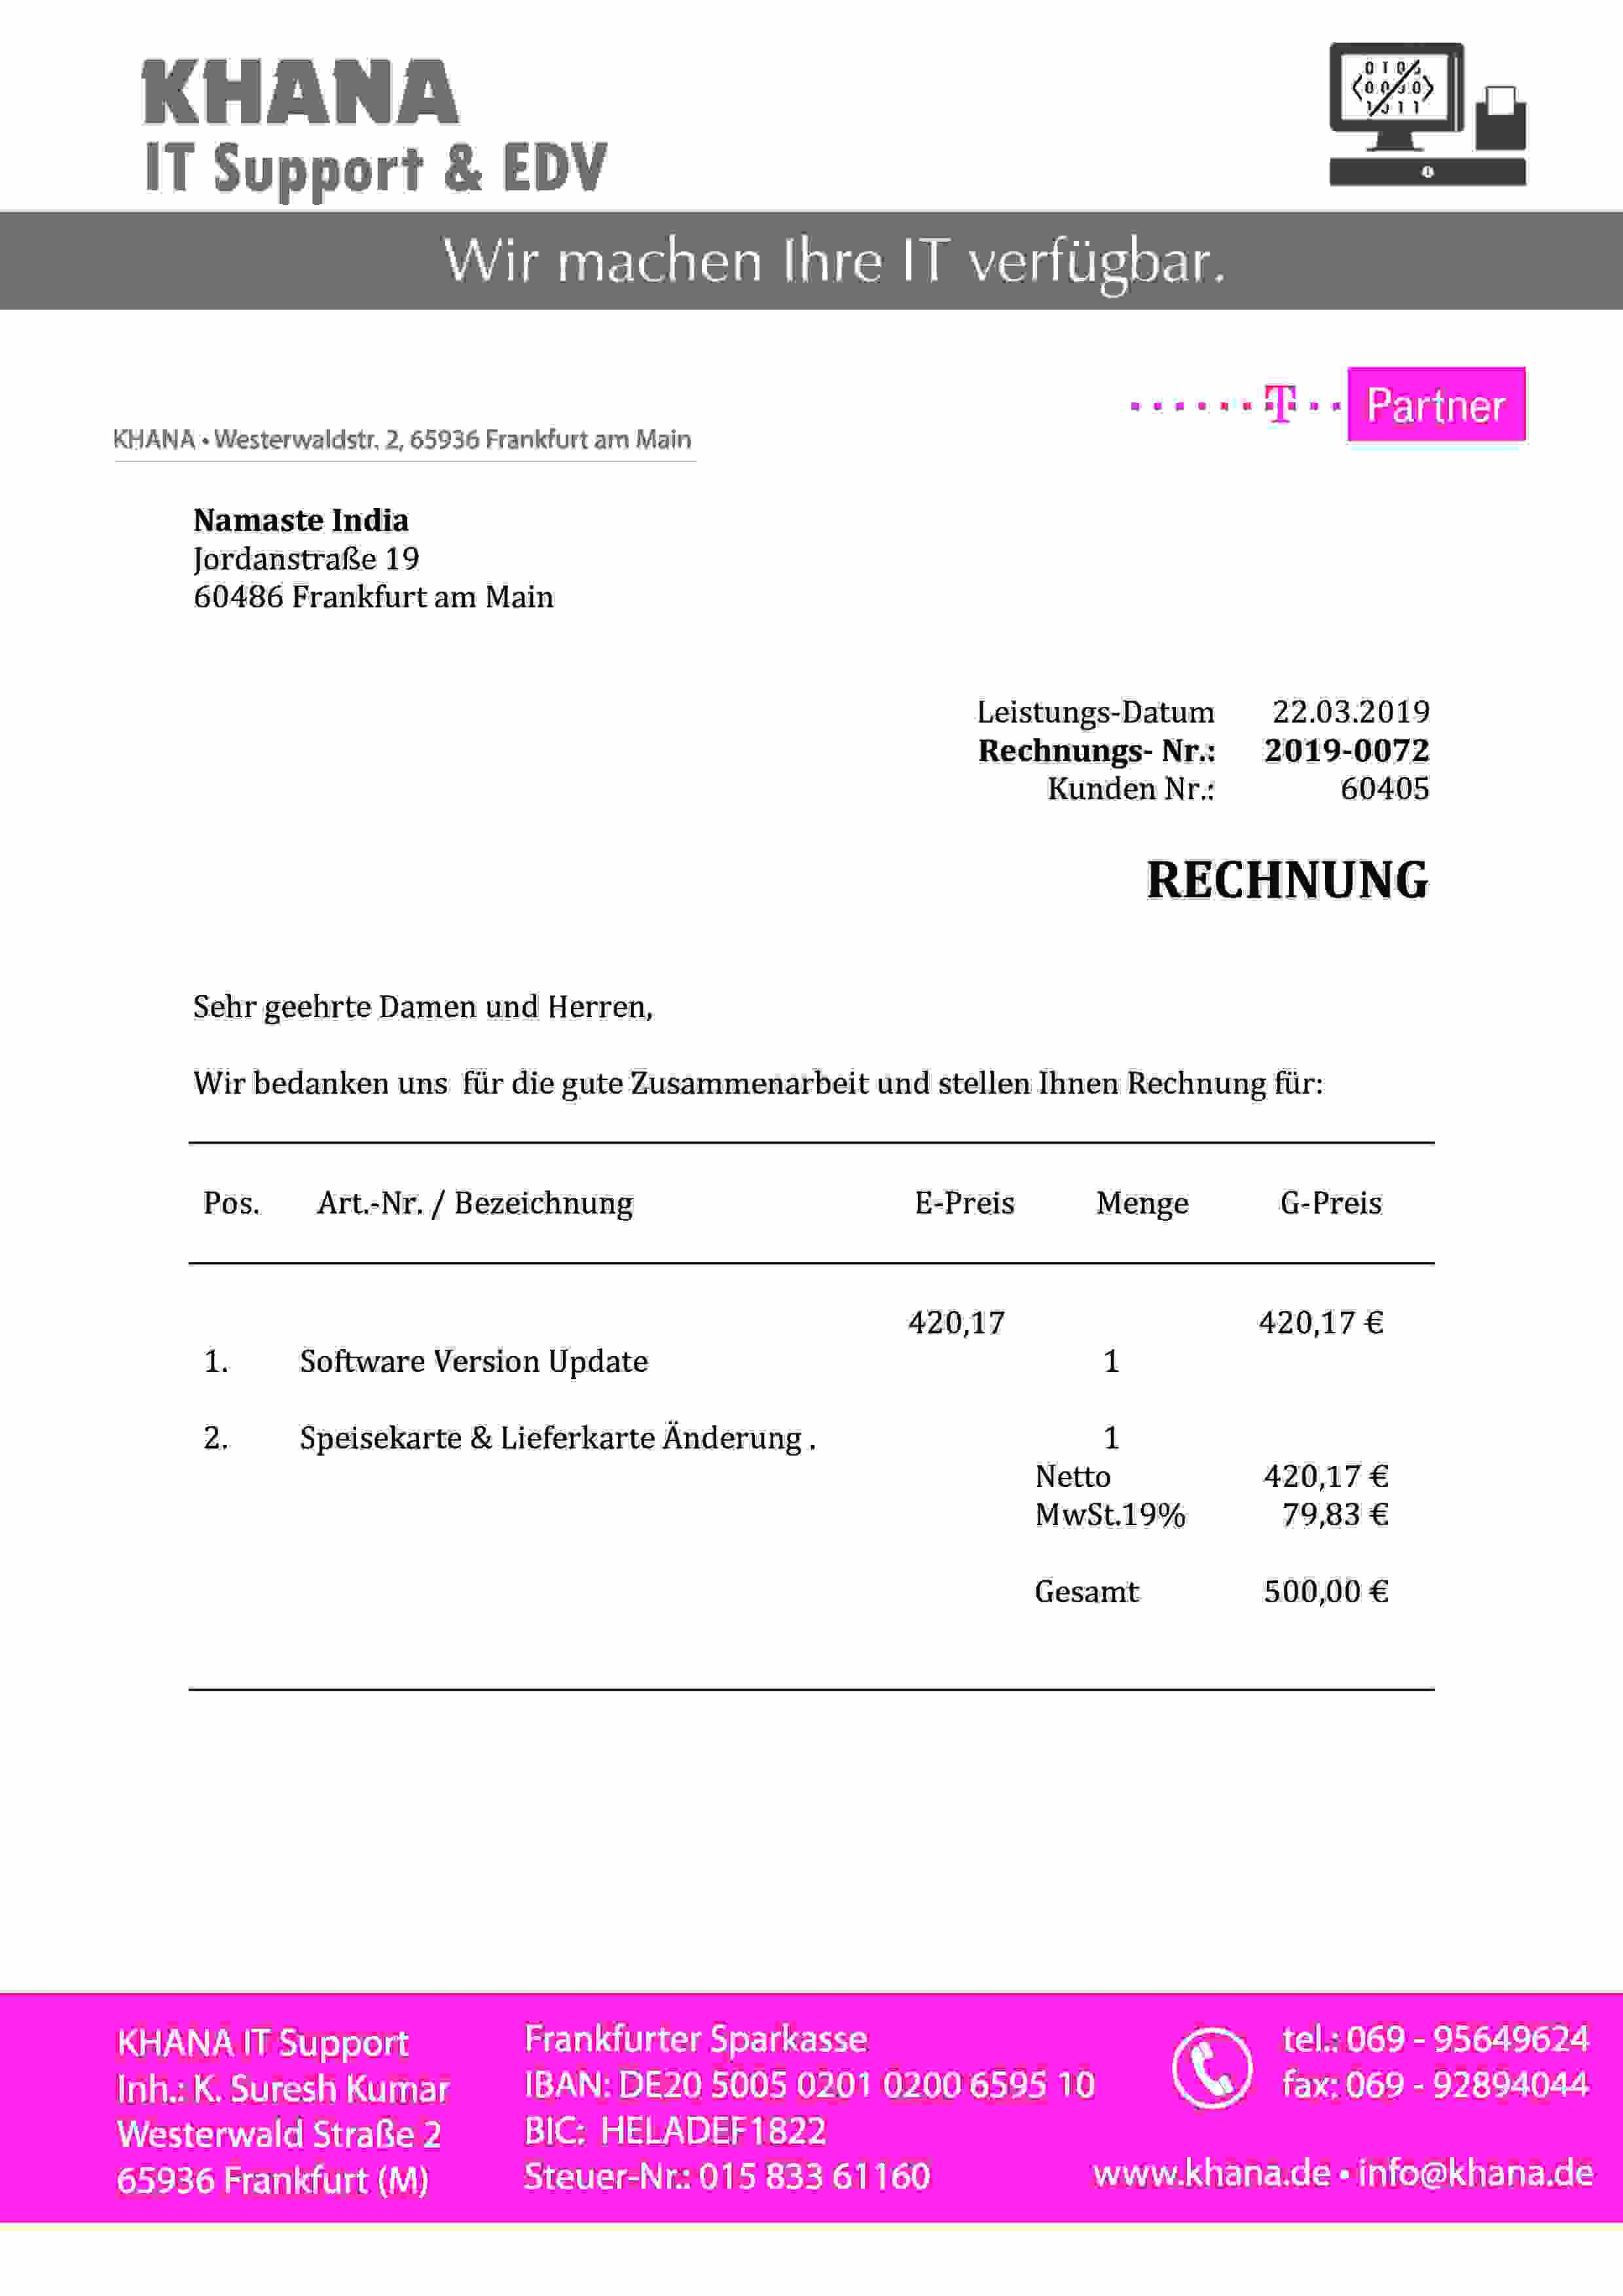 KHANA
IT Support & EDV
Wir machen Ihre IT verfügbar.
T Partner
KHANA • Westerwaldstr. 2, 65936 Frankfurt am Main
Namaste India
Jordanstraße 19
60486 Frankfurt am Main
Leistungs-Datum 22.03.2019
Rechnungs- Nr.: 2019-0072
Kunden Nr.: 60405
RECHNUNG
Sehr geehrte Damen und Herren,
Wir bedanken uns für die gute Zusammenarbeit und stellen Ihnen Rechnung für:
Pos. Art.-Nr. / Bezeichnung E-Preis Menge G-Preis
420,17 420,17 €
1. Software Version Update 1
2. Speisekarte & Lieferkarte Änderung . 1
Netto 420,17 €
MwSt.19% 79,83 €
Gesamt 500,00 €
KHANA IT Support
Inh.: K. Suresh Kumar
Westerwald Straße 2
65936 Frankfurt (M)
Frankfurter Sparkasse
IBAN: DE20 5005 0201 0200 6595 10
BIC: HELADEF1822
Steuer-Nr.: 015 833 61160
tel.: 069 - 95649624
fax: 069 - 92894044
www.khana.de • info@khana.de